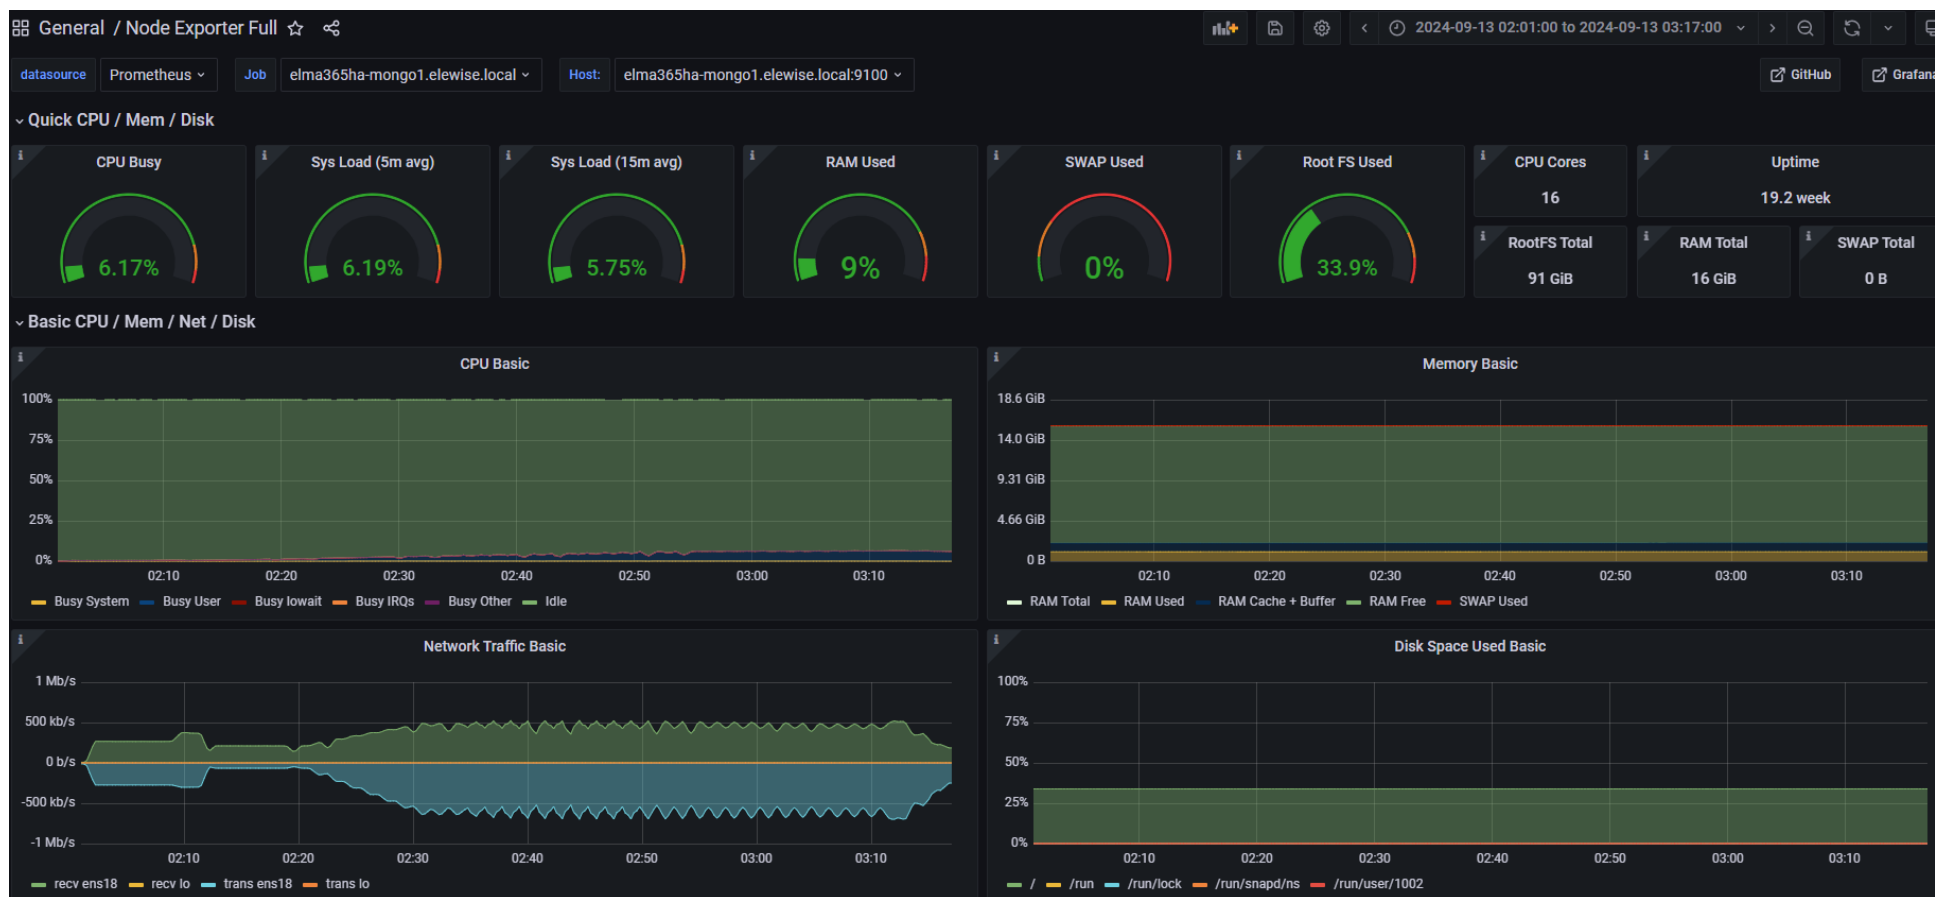 General / Node Exporter Full
2024-09-13 02:01:00 to 2024-09-13 03:17:00
datasource Prometheus Job elma365ha-mongo1.elewise.local Host: elma365ha-mongo1.elewise.local:9100 GitHub Grafana
Quick CPU / Mem / Disk
CPU Busy
6.17%
Sys Load (5m avg)
6.19%
Sys Load (15m avg)
5.75%
RAM Used
9%
SWAP Used
0%
Root FS Used
33.9%
CPU Cores
16
Uptime
19.2 week
RootFS Total
91 GiB
RAM Total
16 GiB
SWAP Total
0 B
Basic CPU / Mem / Net / Disk
CPU Basic
100%
75%
50%
25%
0%
02:10 02:20 02:30 02:40 02:50 03:00 03:10
Busy System Busy User Busy Iowait Busy IRQs Busy Other Idle
Memory Basic
18.6 GiB
14.0 GiB
9.31 GiB
4.66 GiB
0 B
02:10 02:20 02:30 02:40 02:50 03:00 03:10
RAM Total RAM Used RAM Cache + Buffer RAM Free SWAP Used
Network Traffic Basic
1 Mb/s
500 kb/s
0 b/s
-500 kb/s
-1 Mb/s
02:10 02:20 02:30 02:40 02:50 03:00 03:10
recv ens18 recv lo trans ens18 trans lo
Disk Space Used Basic
100%
75%
50%
25%
0%
02:10 02:20 02:30 02:40 02:50 03:00 03:10
/ /run /run/lock /run/snapd/ns /run/user/1002